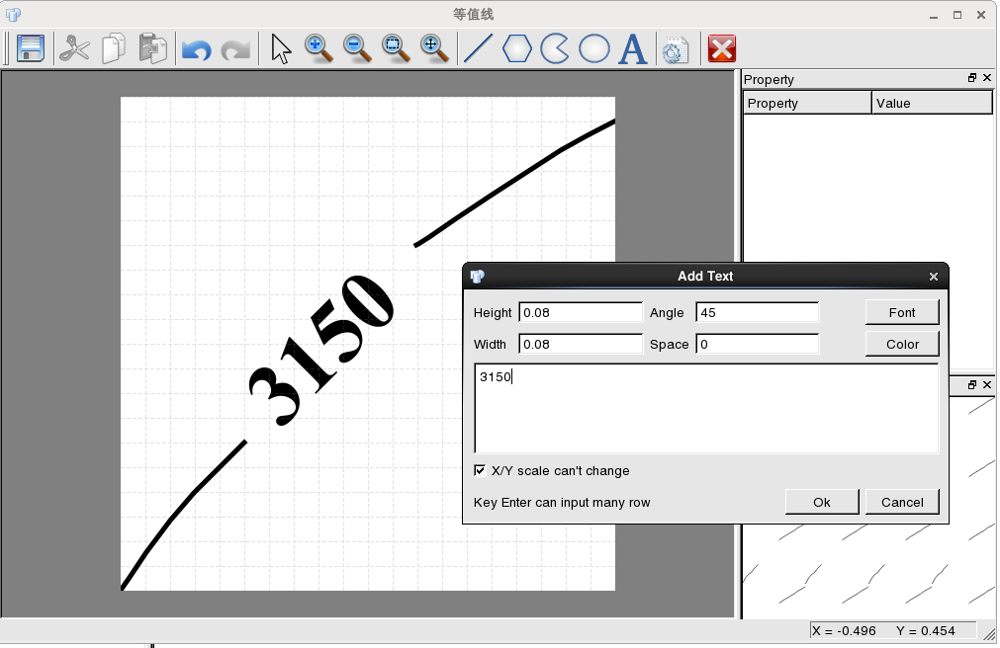 等值线
Property
Property Value
3150
Add Text
Height 0.08 Angle 45 Font
Width 0.08 Space 0 Color
3150
X/Y scale can't change
Key Enter can input many row Ok Cancel
X = -0.496 Y = 0.454